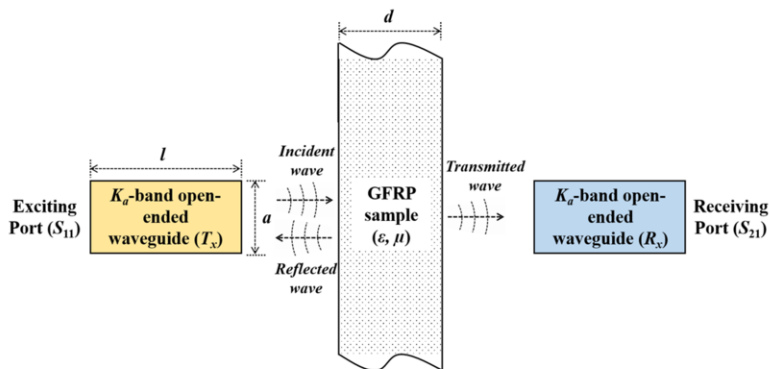 d
l
Incident
wave
Transmitted
wave
Exciting
Port (S₁₁)
Kₐ-band open-
ended
waveguide (Tₓ)
a
GFRP
sample
(ε, μ)
Kₐ-band open-
ended
waveguide (Rₓ)
Receiving
Port (S₂₁)
Reflected
wave